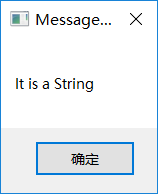 Message...
It is a String
确定